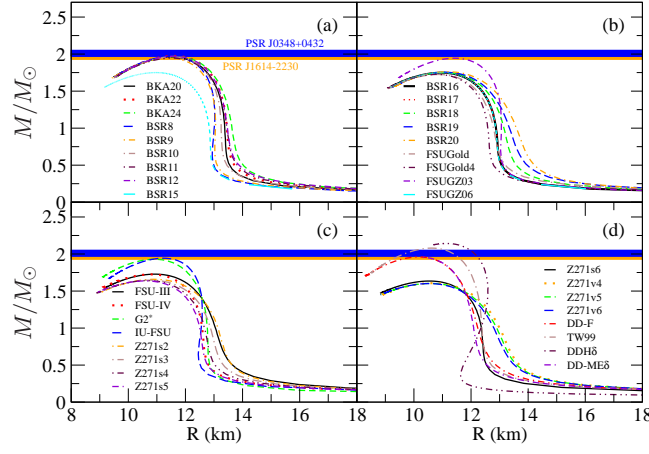 (a)
PSR J0348+0432
PSR J1614-2230
BKA20
BKA22
BKA24
BSR8
BSR9
BSR10
BSR11
BSR12
BSR15
2.5
2
1.5
1
0.5
0
M/M⊙
(b)
BSR16
BSR17
BSR18
BSR19
BSR20
FSUGold
FSUGold4
FSUGZ03
FSUGZ06
(c)
FSU-III
FSU-IV
G2*
IU-FSU
Z271s2
Z271s3
Z271s4
Z271s5
2.5
2
1.5
1
0.5
0
M/M⊙
8 10 12 14 16 18
R (km)
(d)
Z271s6
Z271v4
Z271v5
Z271v6
DD-F
TW99
DDHδ
DD-MEδ
10 12 14 16 18
R (km)